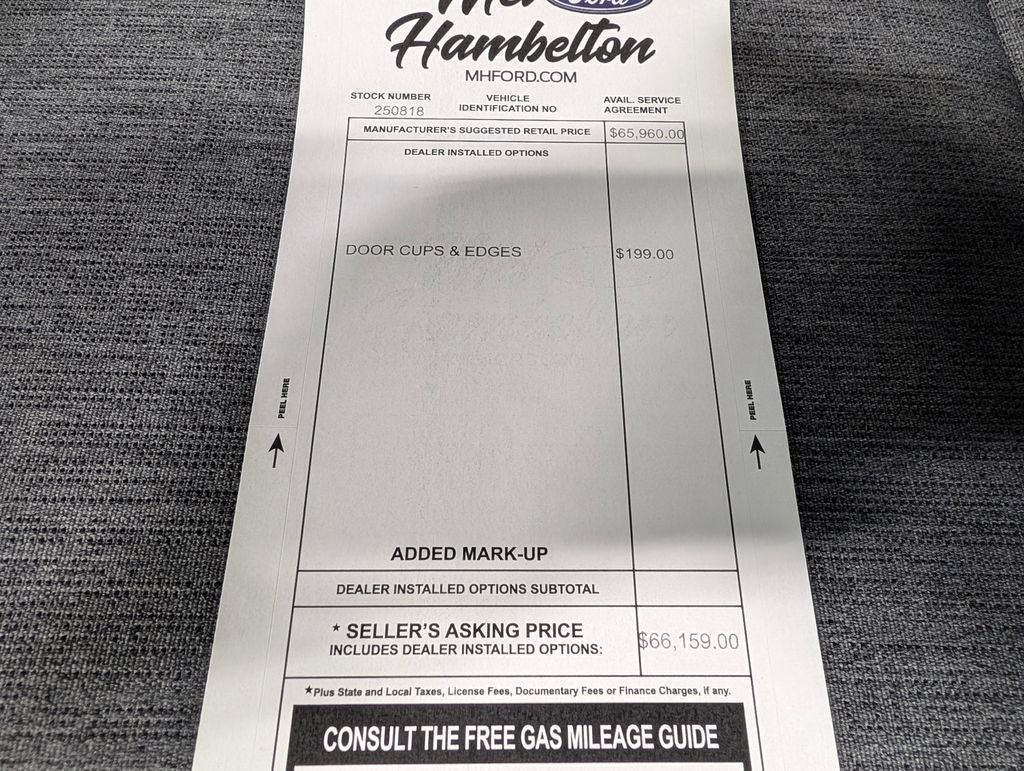 Mel Ford
Hambelton
MHFORD.COM
STOCK NUMBER
250818
VEHICLE
IDENTIFICATION NO
AVAIL. SERVICE
AGREEMENT
MANUFACTURER'S SUGGESTED RETAIL PRICE $65,960.00
DEALER INSTALLED OPTIONS
DOOR CUPS & EDGES $199.00
PEEL HERE
PEEL HERE
ADDED MARK-UP
DEALER INSTALLED OPTIONS SUBTOTAL
* SELLER'S ASKING PRICE
INCLUDES DEALER INSTALLED OPTIONS: $66,159.00
*Plus State and Local Taxes, License Fees, Documentary Fees or Finance Charges, if any.
CONSULT THE FREE GAS MILEAGE GUIDE